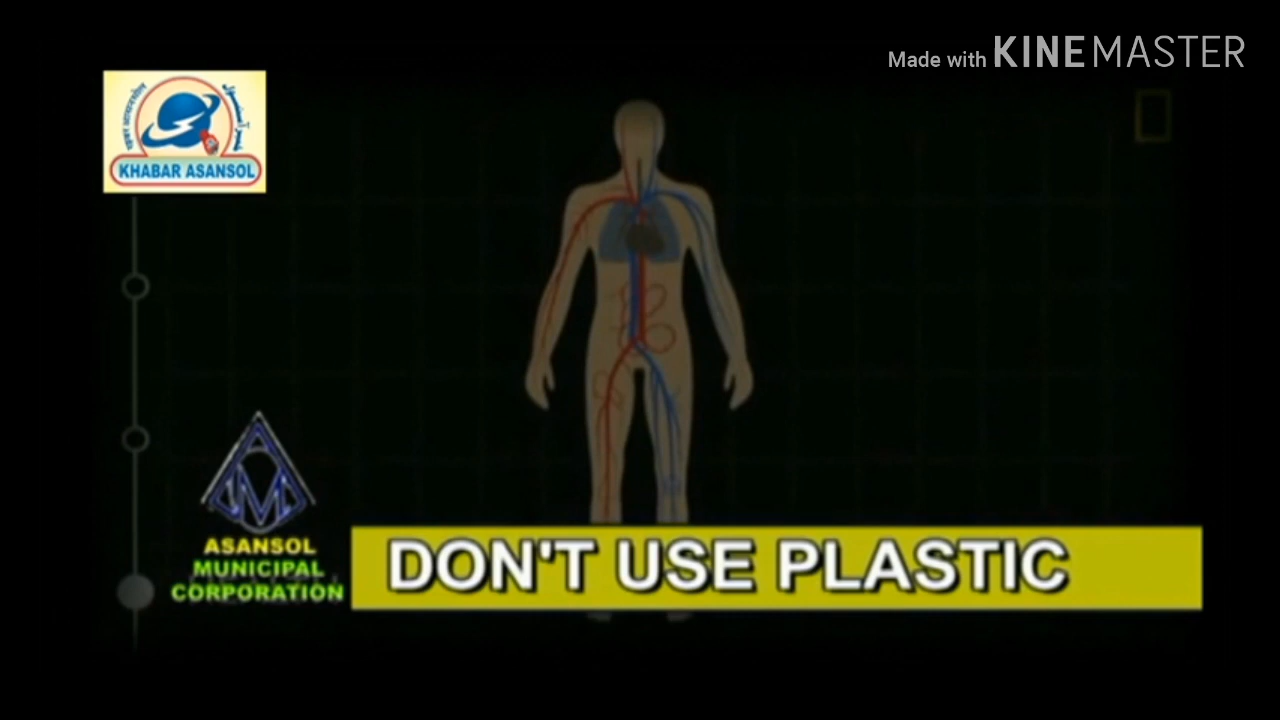 Made with KINEMASTER
KHABAR ASANSOL
ASANSOL
MUNICIPAL
CORPORATION
DON'T USE PLASTIC